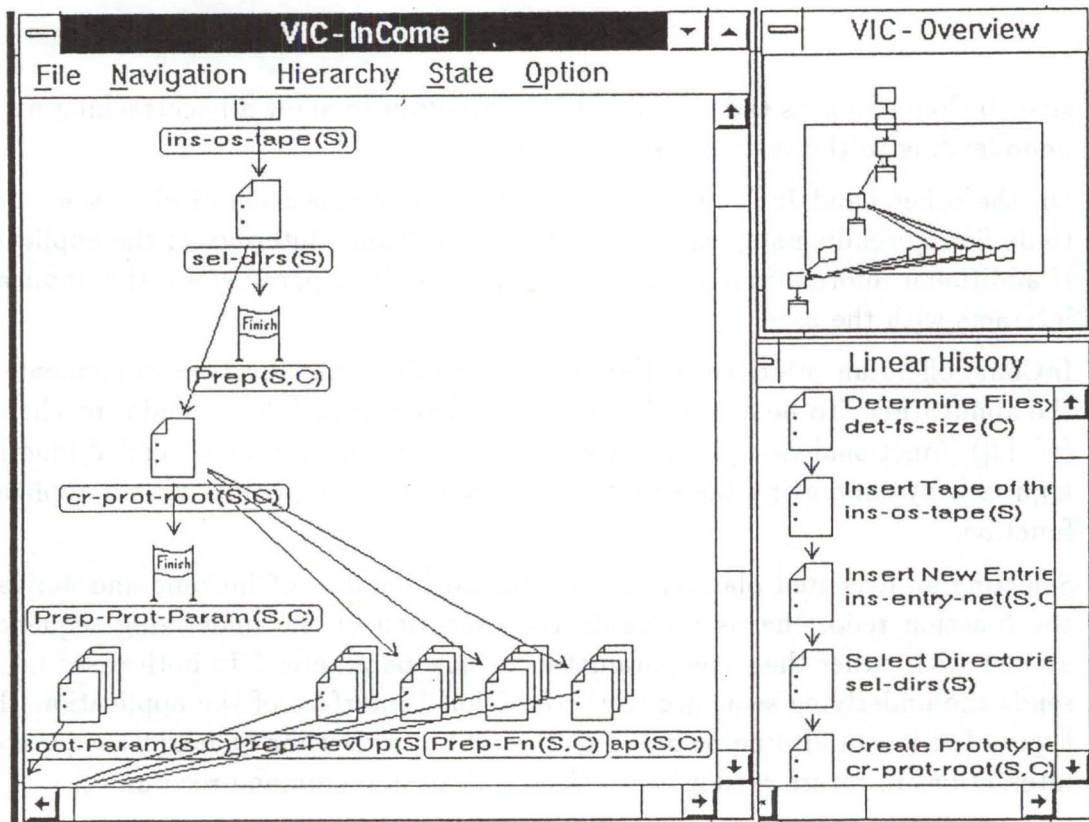 VIC-InCome
File Navigation Hierarchy State Option
ins-os-tape(S)
sel-dirs(S)
Finish
Prep(S,C)
cr-prot-root(S,C)
Finish
Prep-Prot-Param(S,C)
Boot-Param(S,C) Prep-RevUp(S Prep-Fn(S,C) ap(S,C)
VIC - Overview
Linear History
Determine Filesy
det-fs-size(C)
Insert Tape of the
ins-os-tape(S)
Insert New Entrie
ins-entry-net(S,C
Select Directorie
sel-dirs(S)
Create Prototype
cr-prot-root(S,C)